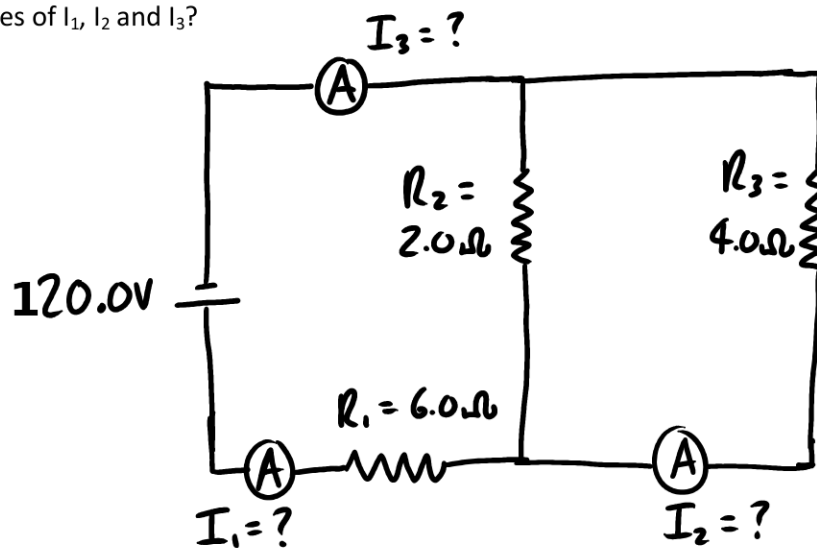 es of I₁, I₂ and I₃?
I₃ = ?
A
R₂ =
2.0Ω
R₃ =
4.0Ω
120.0V
R₁ = 6.0Ω
A
A
I₁ = ?
I₂ = ?